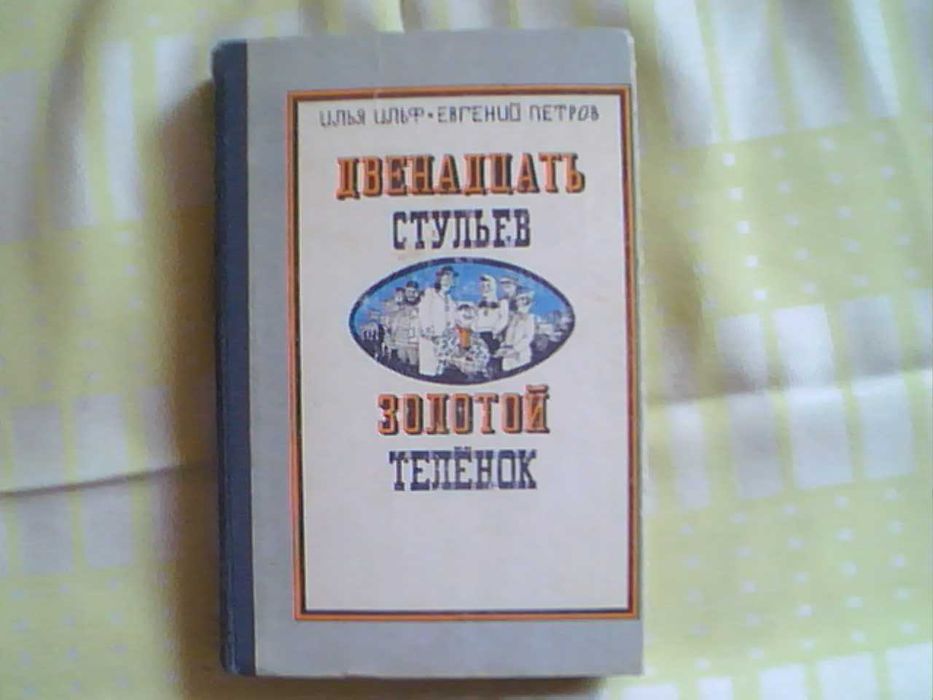 ИЛЬЯ ИЛЬФ • ЕВГЕНИЙ ПЕТРОВ
ДВЕНАДЦАТЬ
СТУЛЬЕВ
ЗОЛОТОЙ
ТЕЛЁНОК